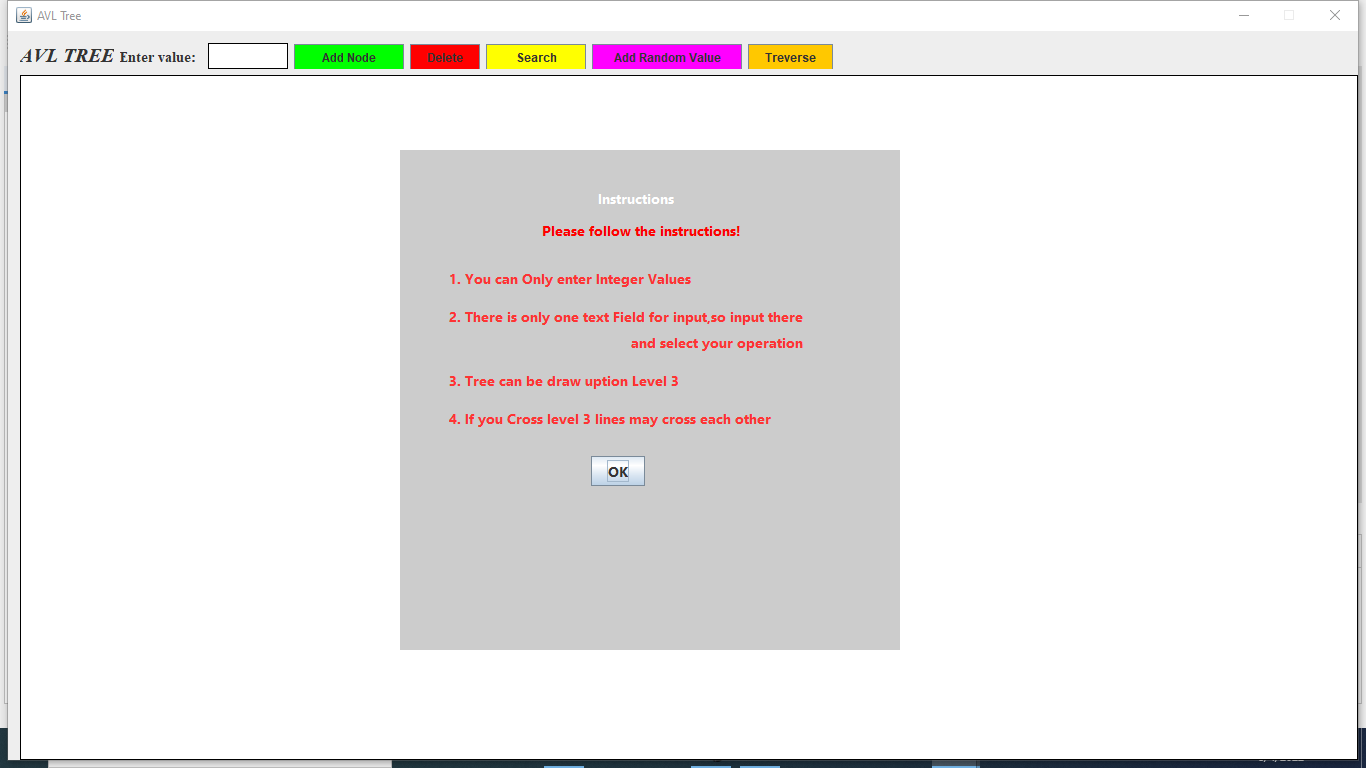 AVL Tree
AVL TREE Enter value: Add Node Delete Search Add Random Value Treverse
Instructions
Please follow the instructions!
1. You can Only enter Integer Values
2. There is only one text Field for input,so input there
and select your operation
3. Tree can be draw uption Level 3
4. If you Cross level 3 lines may cross each other
OK